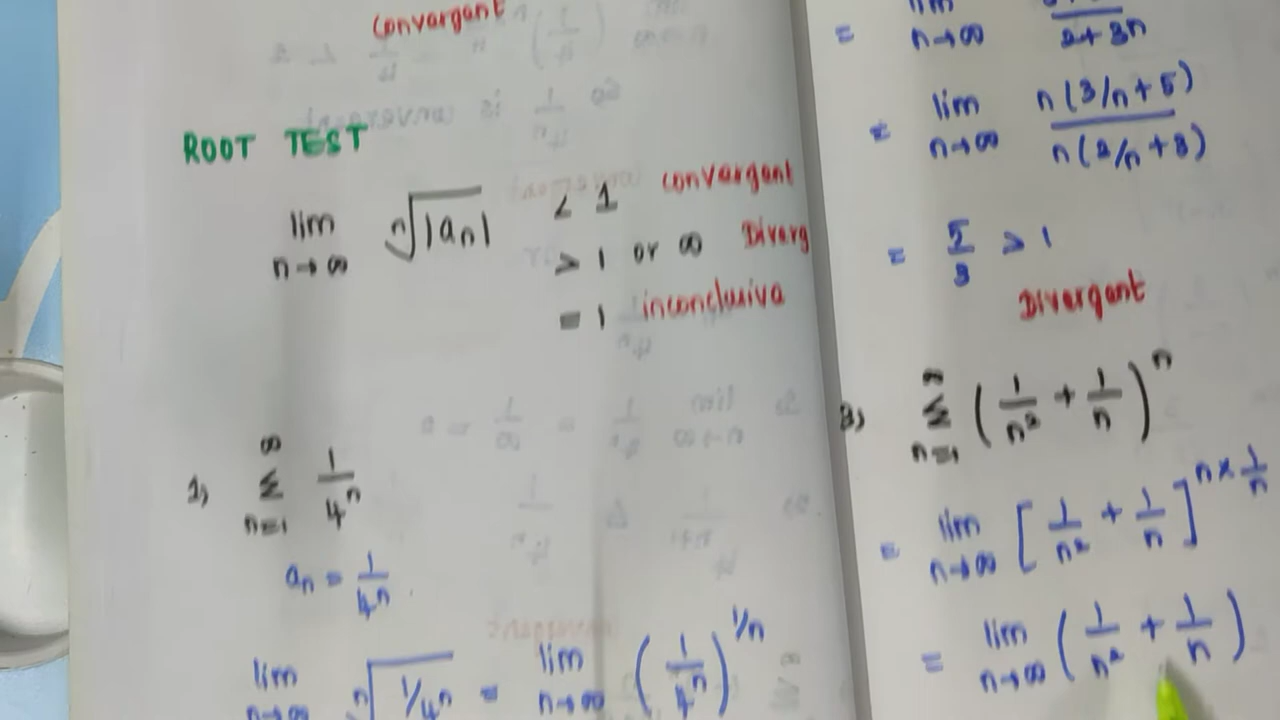 convergent
ROOT TEST
lim n→∞ ⁿ√|aₙ| < 1 convergent
> 1 or ∞ Diverg
= 1 inconclusive
1) ∞ Σ n=1 1/4ⁿ
aₙ = 1/4ⁿ
lim n→∞ ⁿ√1/4ⁿ = lim n→∞ (1/4ⁿ)^1/n
= lim n→∞ 2+3n
= lim n→∞ n(3/n+5) / n(2/n+3)
= 5/3 > 1
Divergent
3) ∞ Σ n=1 (1/n² + 1/n)ⁿ
= lim n→∞ [1/n² + 1/n]^n×1/n
= lim n→∞ (1/n² + 1/n)